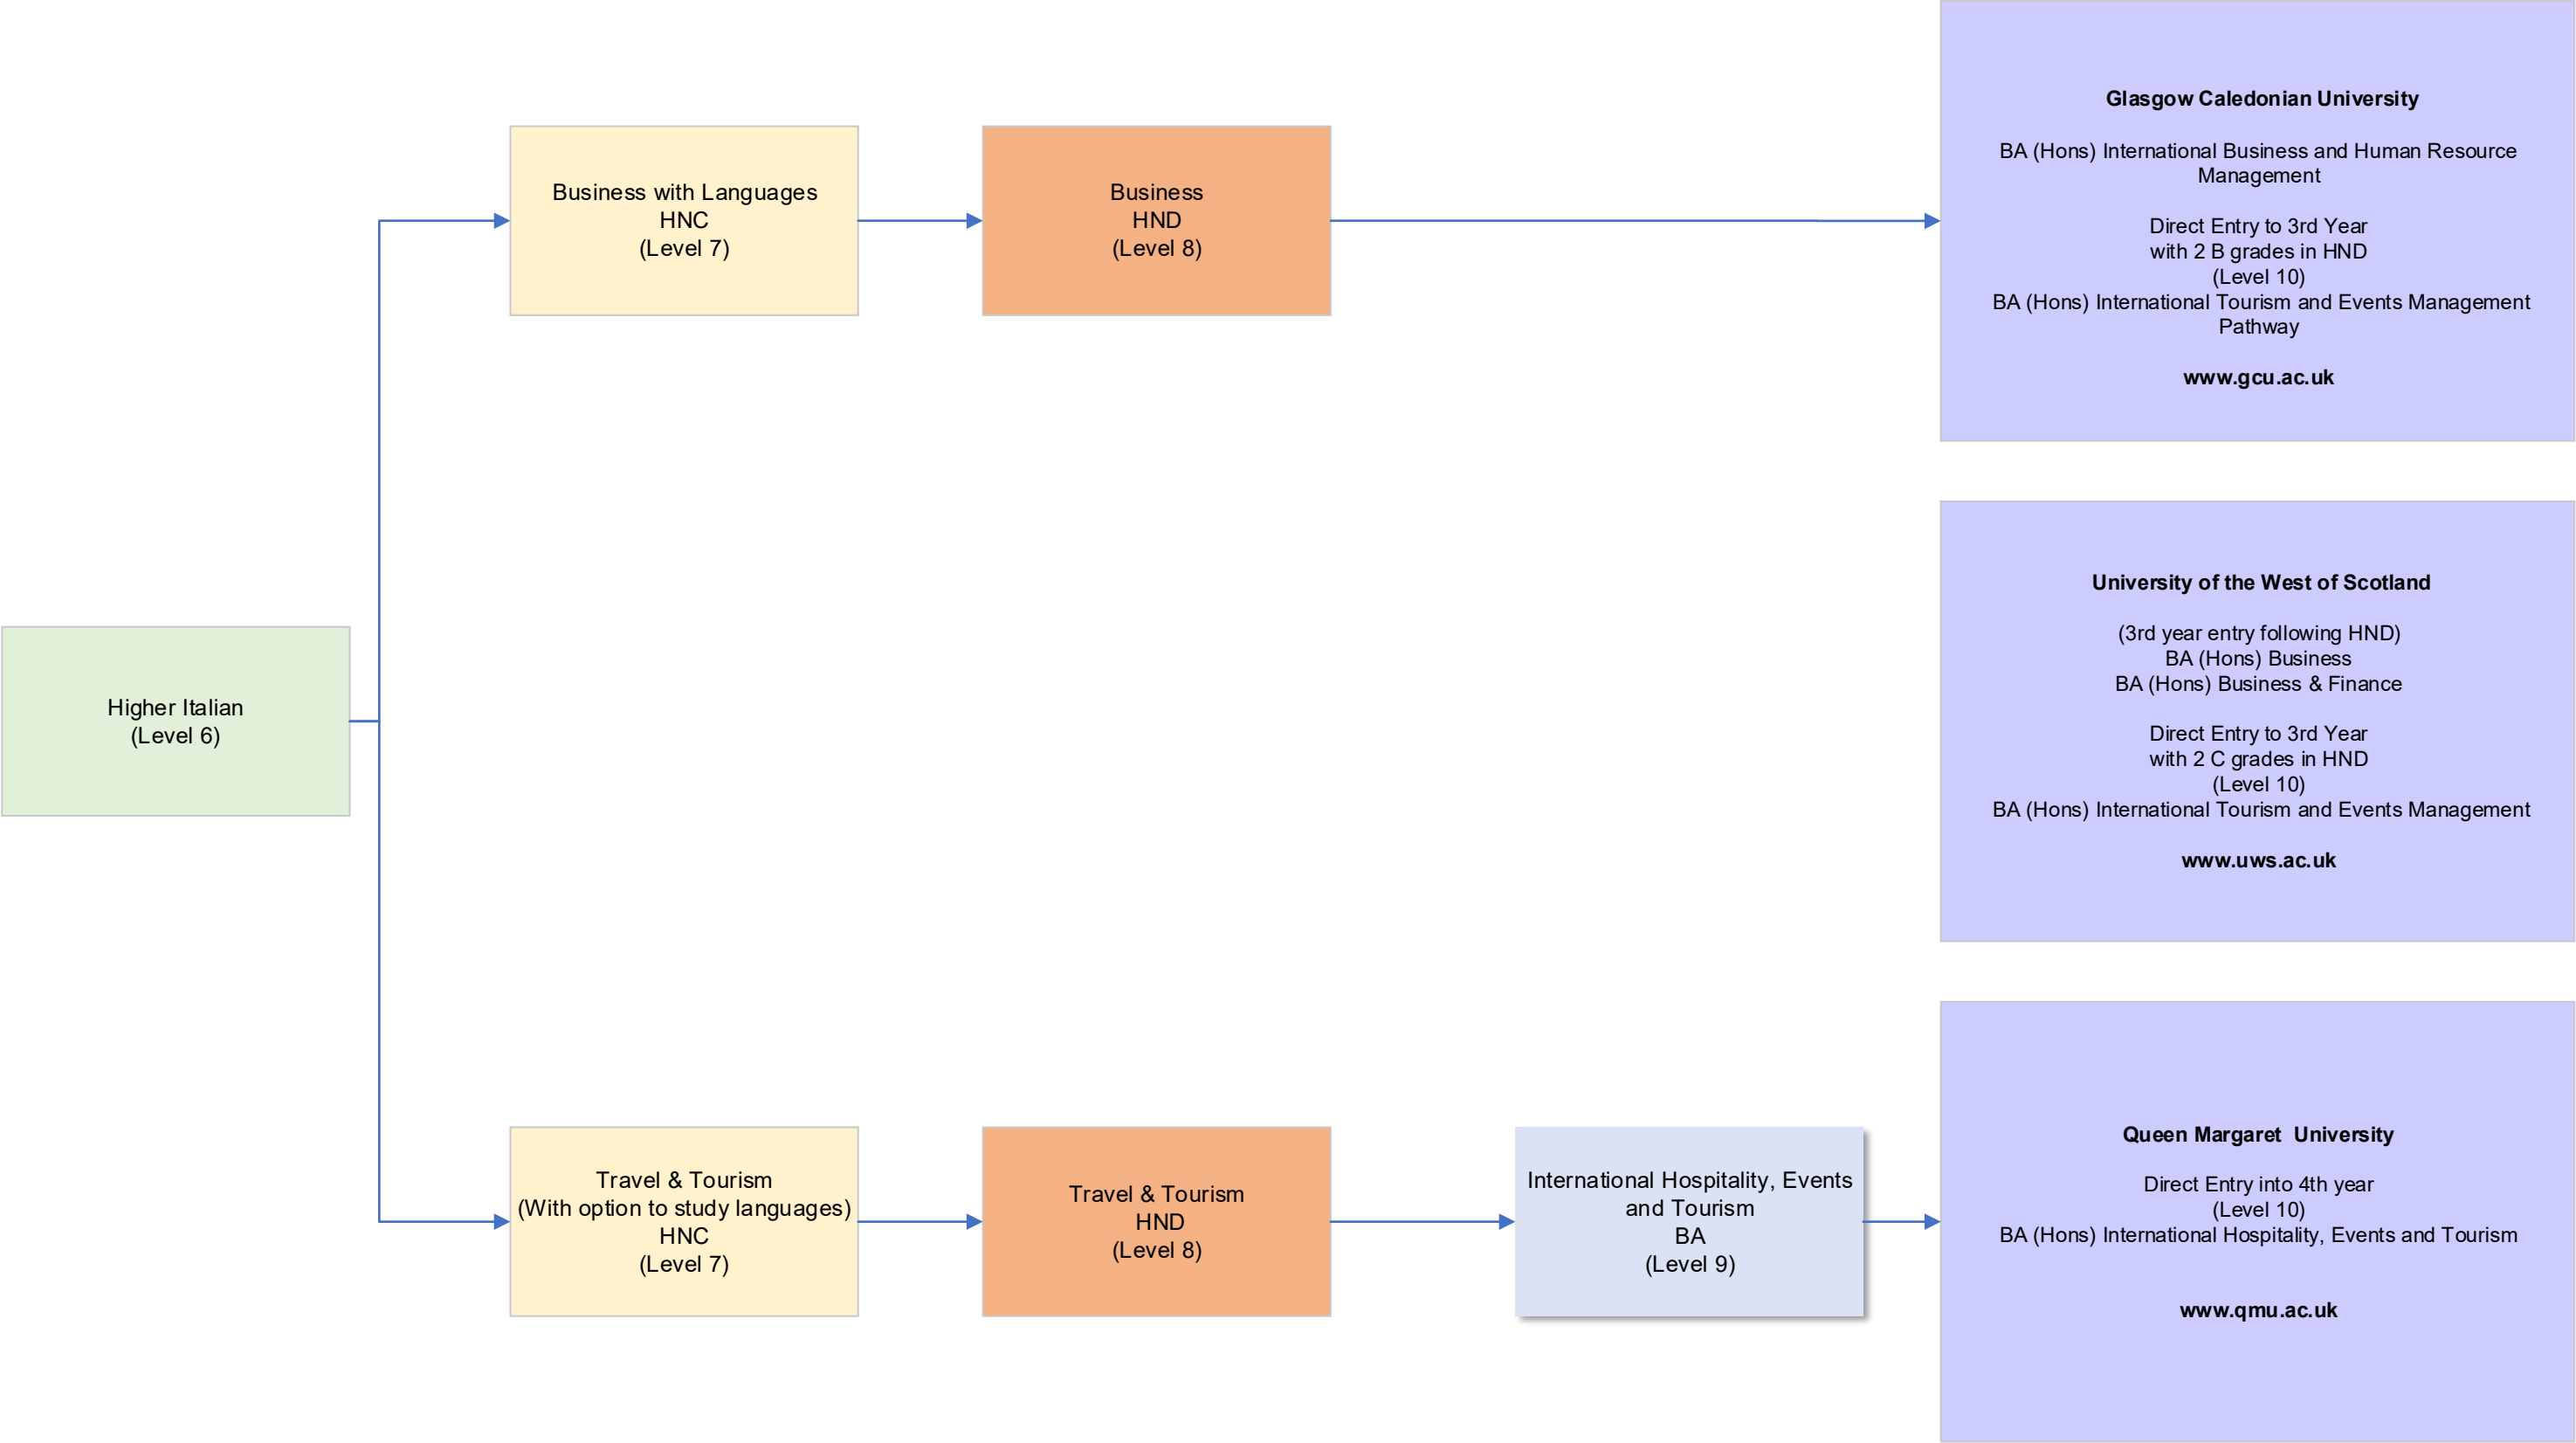 Higher Italian
(Level 6)
Business with Languages
HNC
(Level 7)
Business
HND
(Level 8)
Glasgow Caledonian University
BA (Hons) International Business and Human Resource
Management
Direct Entry to 3rd Year
with 2 B grades in HND
(Level 10)
BA (Hons) International Tourism and Events Management
Pathway
www.gcu.ac.uk
University of the West of Scotland
(3rd year entry following HND)
BA (Hons) Business
BA (Hons) Business & Finance
Direct Entry to 3rd Year
with 2 C grades in HND
(Level 10)
BA (Hons) International Tourism and Events Management
www.uws.ac.uk
Travel & Tourism
(With option to study languages)
HNC
(Level 7)
Travel & Tourism
HND
(Level 8)
International Hospitality, Events
and Tourism
BA
(Level 9)
Queen Margaret  University
Direct Entry into 4th year
(Level 10)
BA (Hons) International Hospitality, Events and Tourism
www.qmu.ac.uk